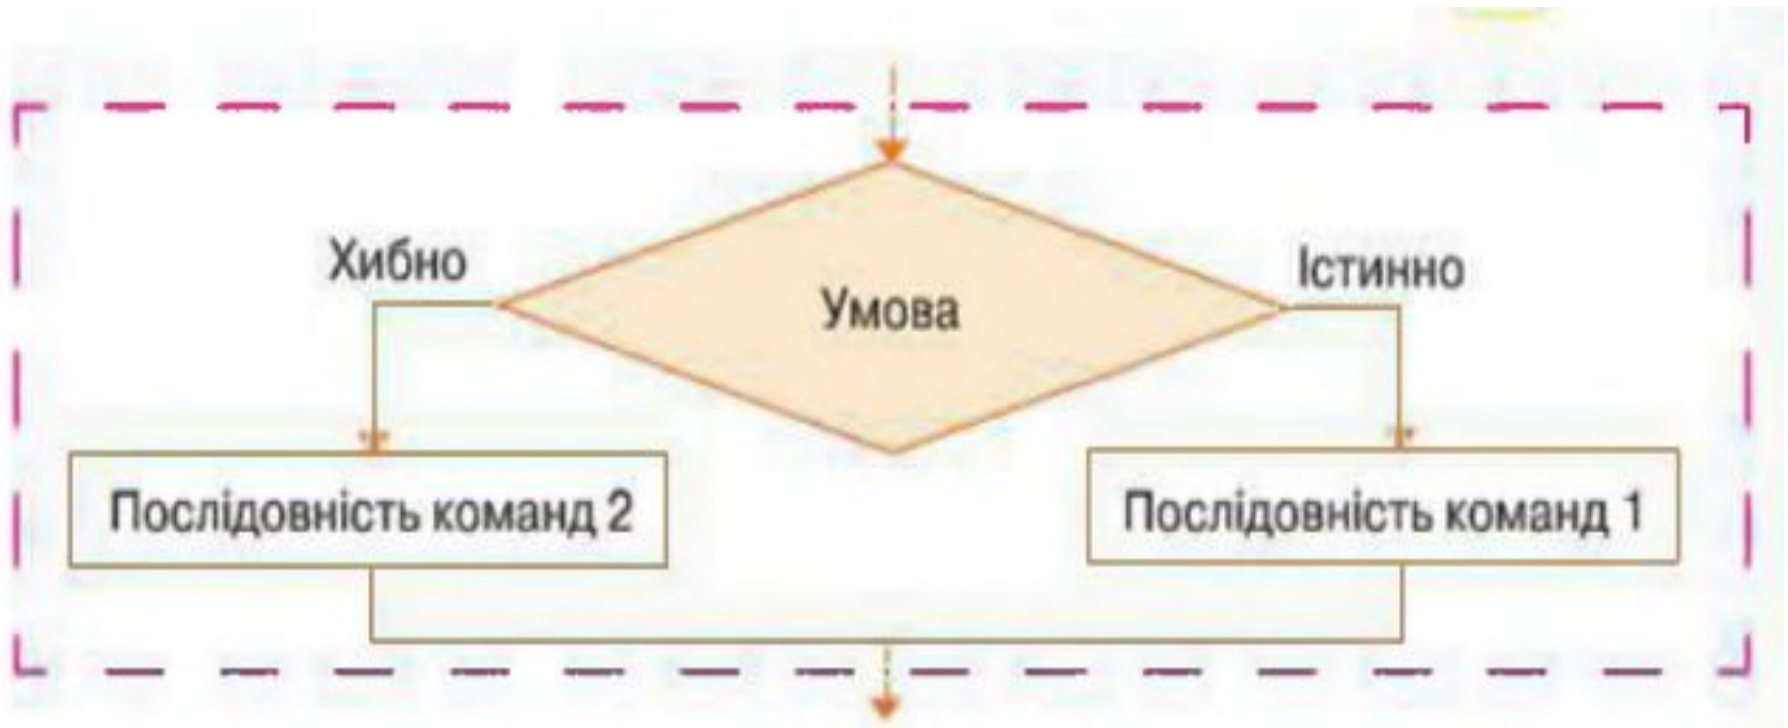 Хибно
Умова
Істинно
Послідовність команд 2
Послідовність команд 1